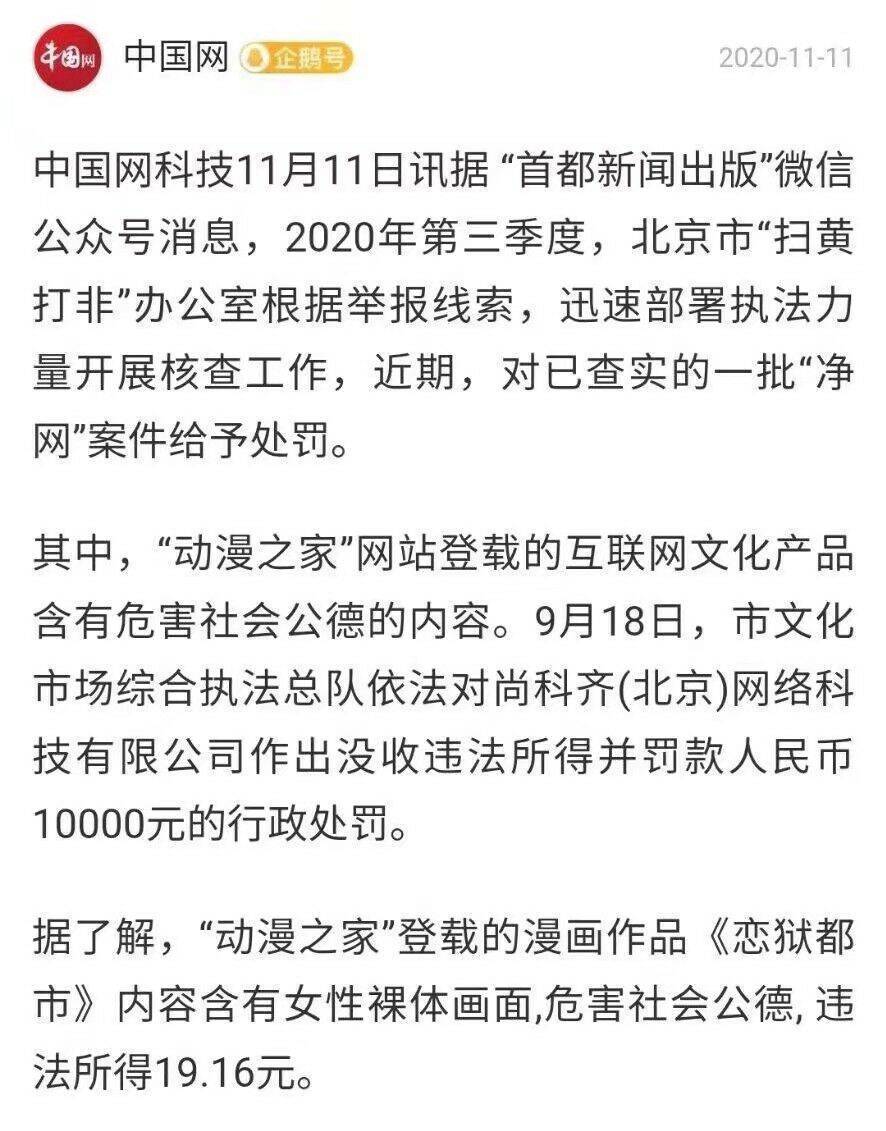 中国网
中国网 企鹅号
2020-11-11
中国网科技11月11日讯据 “首都新闻出版”微信
公众号消息，2020年第三季度，北京市“扫黄
打非”办公室根据举报线索，迅速部署执法力
量开展核查工作，近期，对已查实的一批“净
网”案件给予处罚。
其中，“动漫之家”网站登载的互联网文化产品
含有危害社会公德的内容。9月18日，市文化
市场综合执法总队依法对尚科齐(北京)网络科
技有限公司作出没收违法所得并罚款人民币
10000元的行政处罚。
据了解，“动漫之家”登载的漫画作品《恋狱都
市》内容含有女性裸体画面,危害社会公德, 违
法所得19.16元。